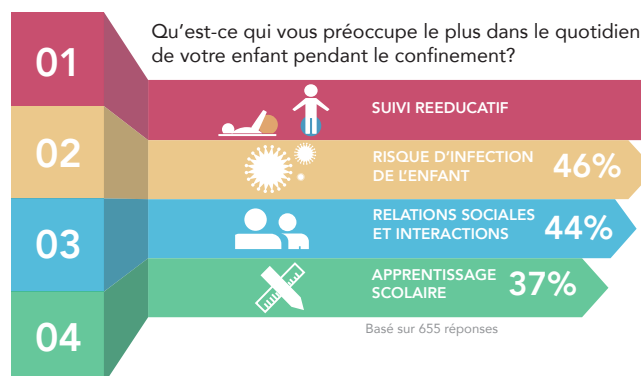 Qu'est-ce qui vous préoccupe le plus dans le quotidien
de votre enfant pendant le confinement?
01
SUIVI REEDUCATIF
02
RISQUE D'INFECTION
DE L'ENFANT
46%
03
RELATIONS SOCIALES
ET INTERACTIONS
44%
04
APPRENTISSAGE
SCOLAIRE
37%
Basé sur 655 réponses